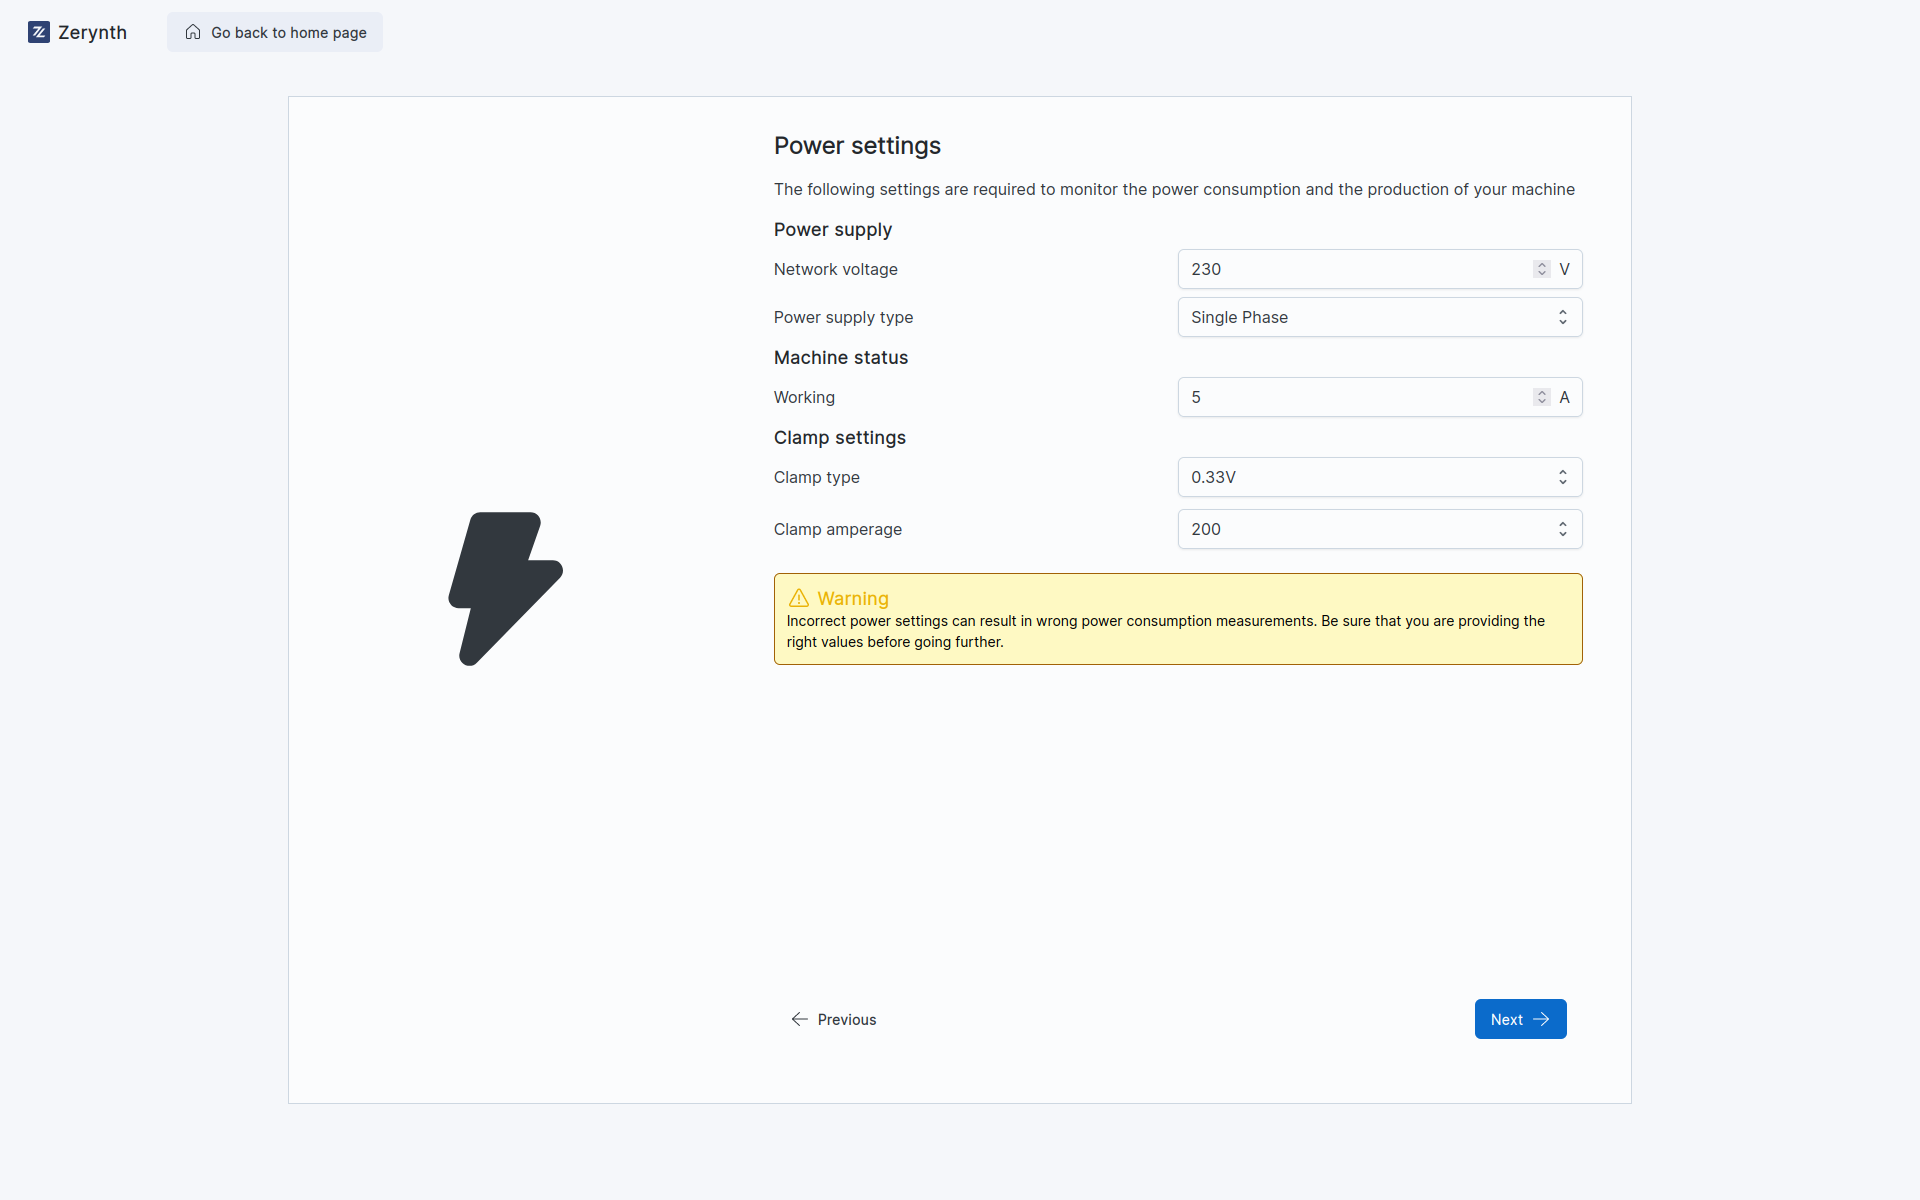 Zerynth
Go back to home page
Power settings
The following settings are required to monitor the power consumption and the production of your machine
Power supply
Network voltage
230
V
Power supply type
Single Phase
Machine status
Working
5
A
Clamp settings
Clamp type
0.33V
Clamp amperage
200
Warning
Incorrect power settings can result in wrong power consumption measurements. Be sure that you are providing the
right values before going further.
Previous
Next